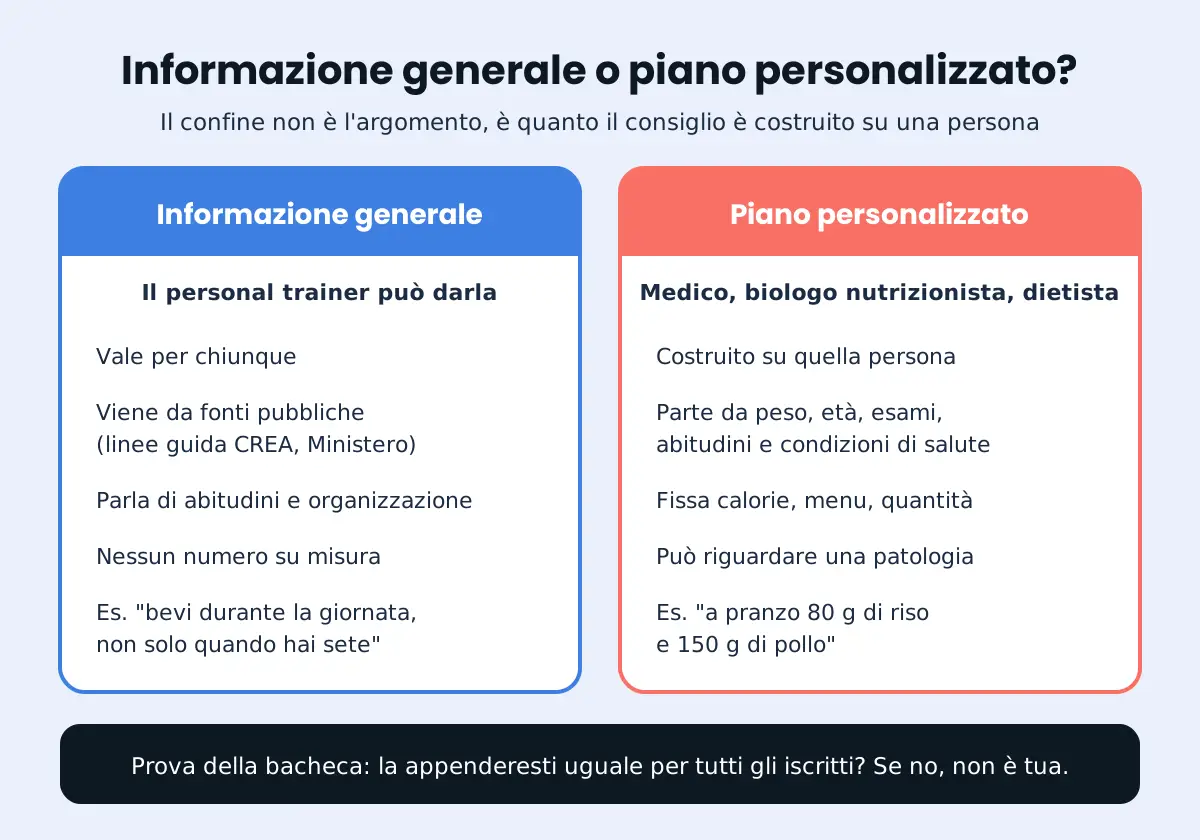 Informazione generale o piano personalizzato?
Il confine non è l'argomento, è quanto il consiglio è costruito su una persona
Informazione generale
Il personal trainer può darla
Vale per chiunque
Viene da fonti pubbliche
(linee guida CREA, Ministero)
Parla di abitudini e organizzazione
Nessun numero su misura
Es. "bevi durante la giornata,
non solo quando hai sete"
Piano personalizzato
Medico, biologo nutrizionista, dietista
Costruito su quella persona
Parte da peso, età, esami,
abitudini e condizioni di salute
Fissa calorie, menu, quantità
Può riguardare una patologia
Es. "a pranzo 80 g di riso
e 150 g di pollo"
Prova della bacheca: la appenderesti uguale per tutti gli iscritti? Se no, non è tua.